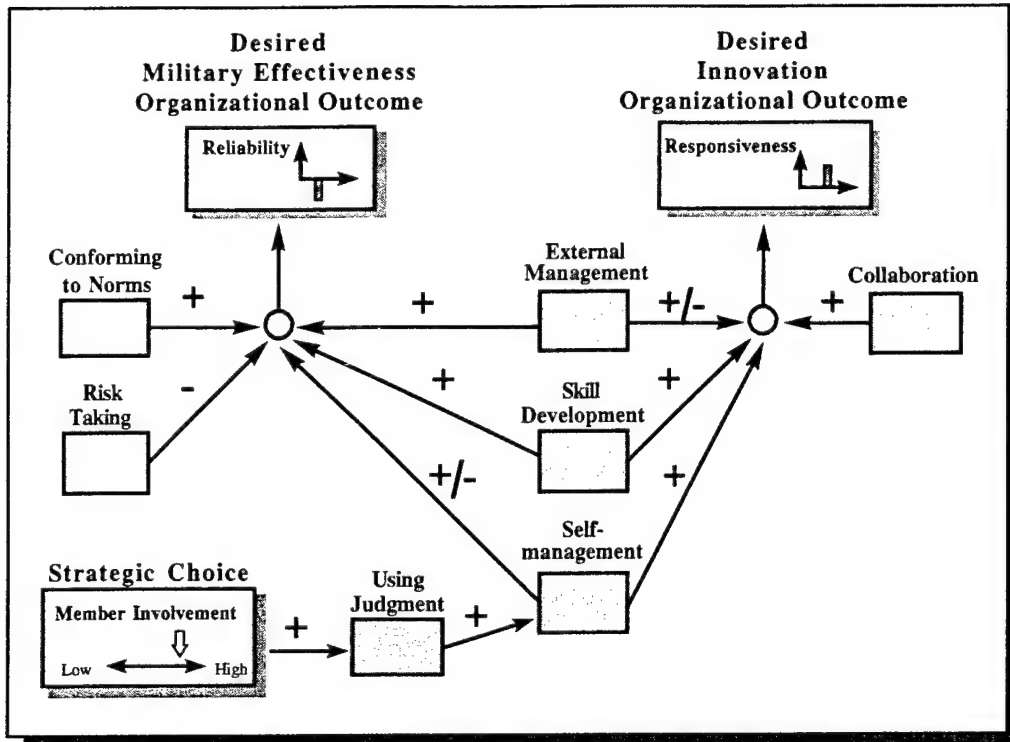 Desired
Military Effectiveness
Organizational Outcome
Desired
Innovation
Organizational Outcome
Reliability
Responsiveness
Conforming
to Norms
+
+
External
Management
+/-
+
Collaboration
Risk
Taking
-
+
Skill
Development
+
+/-
+
Self-
management
Strategic Choice
Member Involvement
Low
High
+
Using
Judgment
+